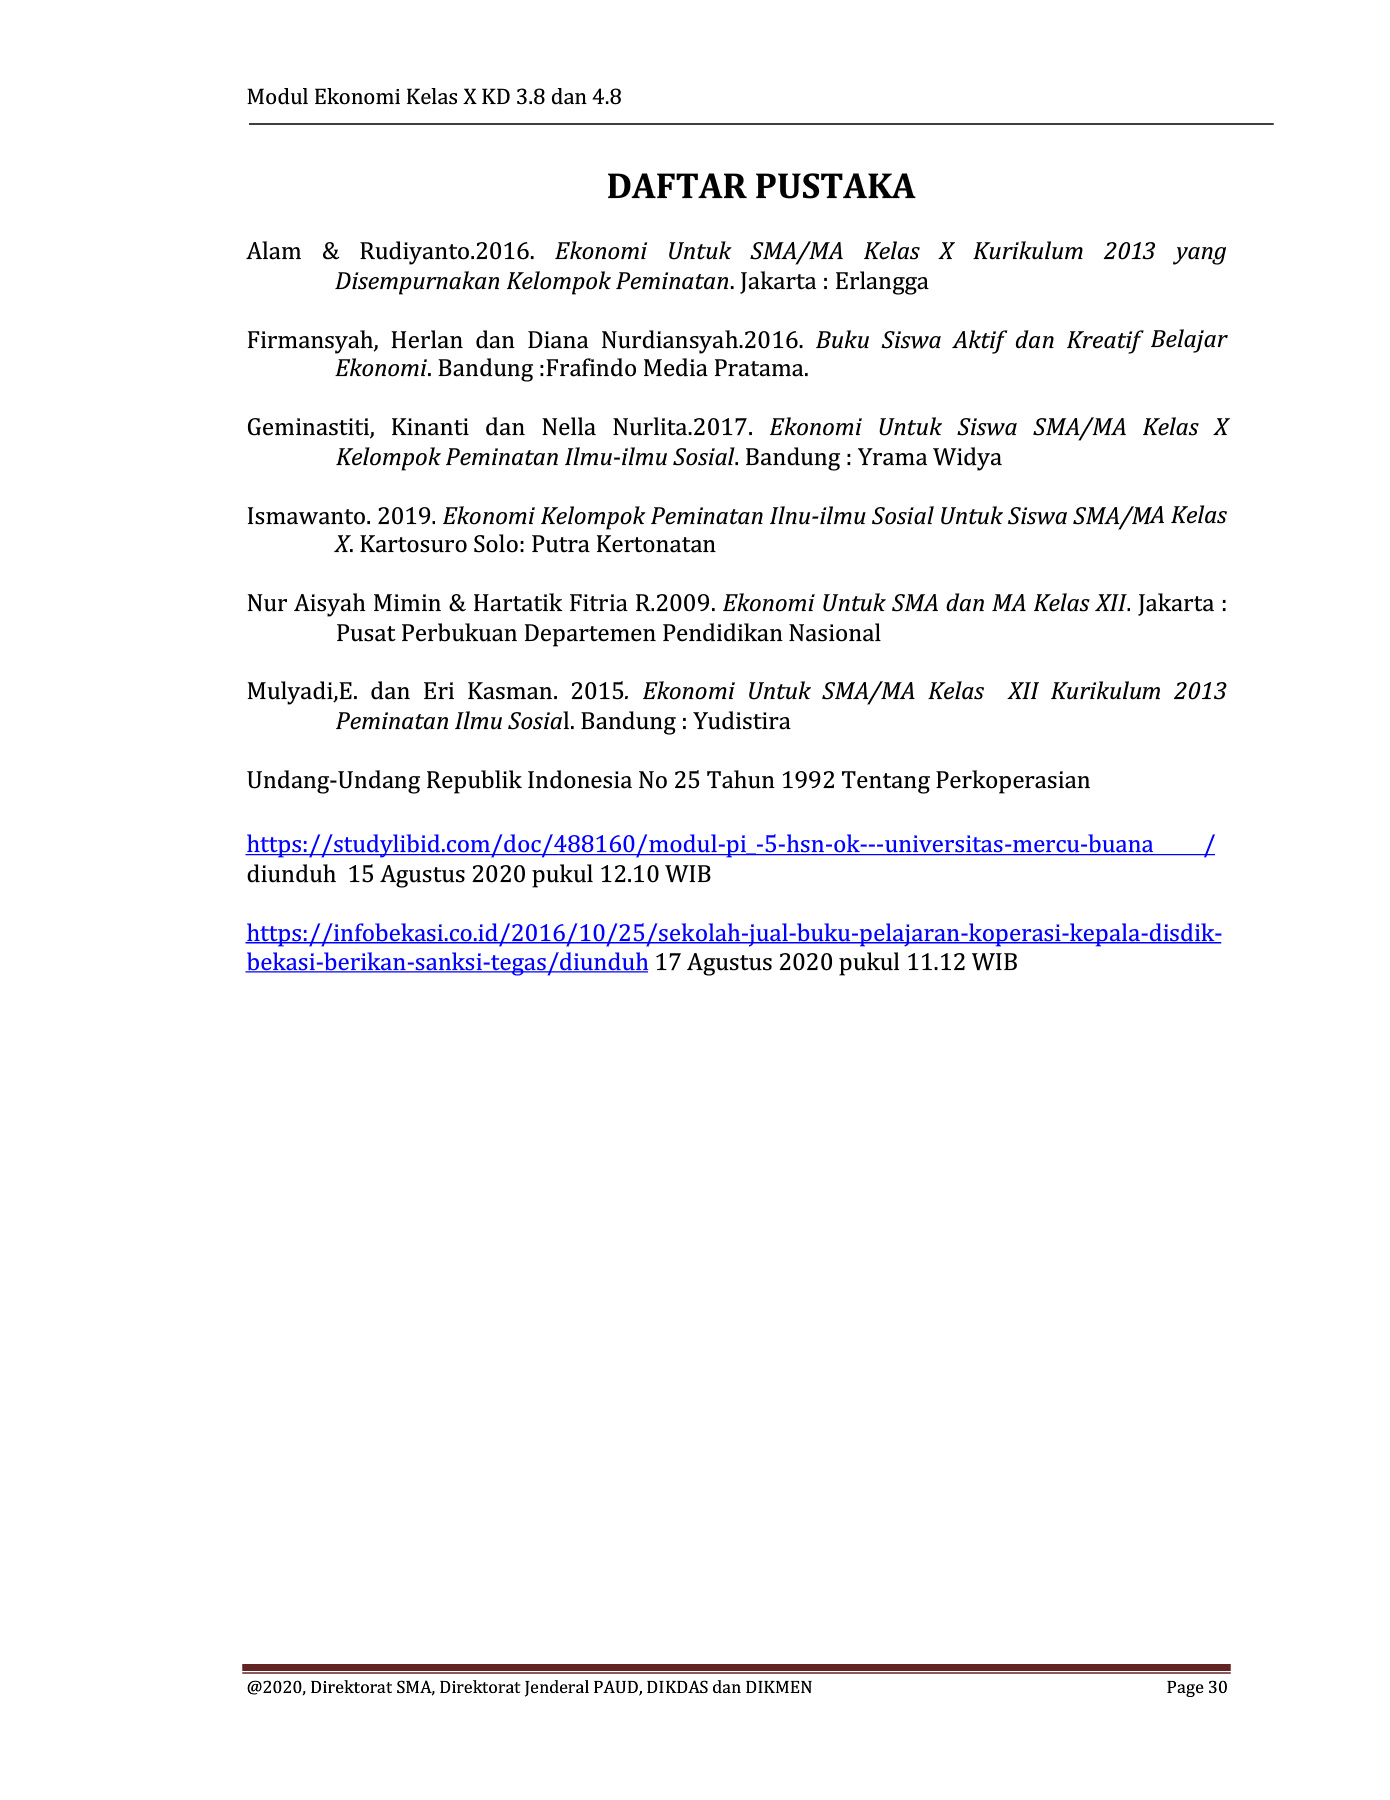 Modul Ekonomi Kelas X KD 3.8 dan 4.8
DAFTAR PUSTAKA
Alam & Rudiyanto.2016. Ekonomi Untuk SMA/MA Kelas X Kurikulum 2013 yang
Disempurnakan Kelompok Peminatan. Jakarta : Erlangga
Firmansyah, Herlan dan Diana Nurdiansyah.2016. Buku Siswa Aktif dan Kreatif Belajar
Ekonomi. Bandung :Frafindo Media Pratama.
Geminastiti, Kinanti dan Nella Nurlita.2017. Ekonomi Untuk Siswa SMA/MA Kelas X
Kelompok Peminatan Ilmu-ilmu Sosial. Bandung : Yrama Widya
Ismawanto. 2019. Ekonomi Kelompok Peminatan Ilnu-ilmu Sosial Untuk Siswa SMA/MA Kelas
X. Kartosuro Solo: Putra Kertonatan
Nur Aisyah Mimin & Hartatik Fitria R.2009. Ekonomi Untuk SMA dan MA Kelas XII. Jakarta :
Pusat Perbukuan Departemen Pendidikan Nasional
Mulyadi,E. dan Eri Kasman. 2015. Ekonomi Untuk SMA/MA Kelas XII Kurikulum 2013
Peminatan Ilmu Sosial. Bandung : Yudistira
Undang-Undang Republik Indonesia No 25 Tahun 1992 Tentang Perkoperasian
https://studylibid.com/doc/488160/modul-pi_-5-hsn-ok---universitas-mercu-buana /
diunduh 15 Agustus 2020 pukul 12.10 WIB
https://infobekasi.co.id/2016/10/25/sekolah-jual-buku-pelajaran-koperasi-kepala-disdik-
bekasi-berikan-sanksi-tegas/diunduh 17 Agustus 2020 pukul 11.12 WIB
@2020, Direktorat SMA, Direktorat Jenderal PAUD, DIKDAS dan DIKMEN Page 30